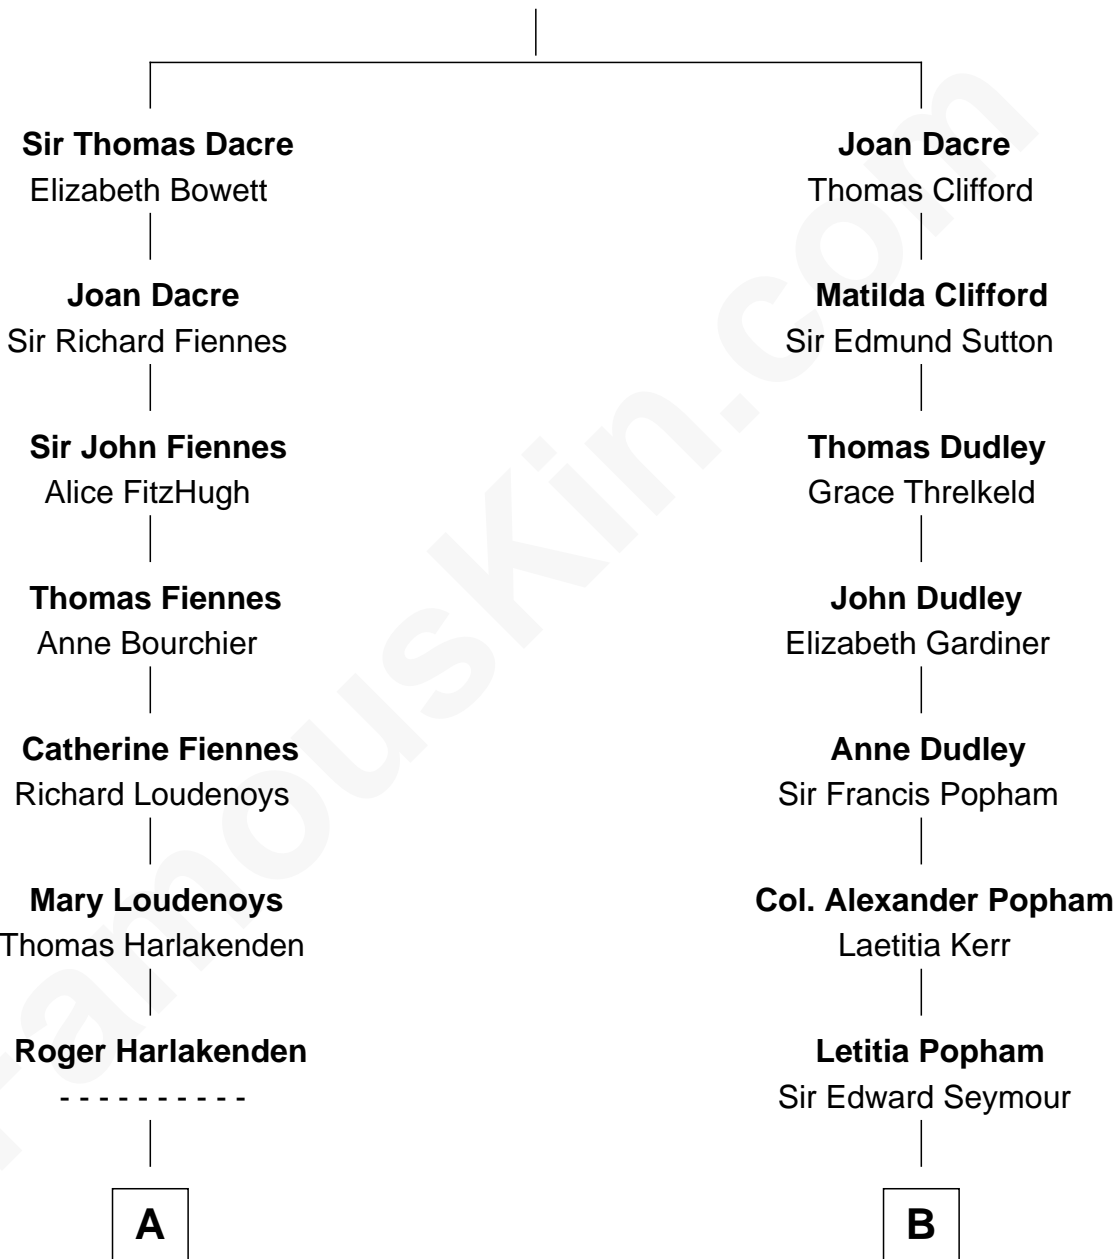 Sir Thomas Dacre
Elizabeth Bowett
Joan Dacre
Sir Richard Fiennes
Sir John Fiennes
Alice FitzHugh
Thomas Fiennes
Anne Bourchier
Catherine Fiennes
Richard Loudenoys
Mary Loudenoys
Thomas Harlakenden
Roger Harlakenden
- - - - - - - - - -
A
Joan Dacre
Thomas Clifford
Matilda Clifford
Sir Edmund Sutton
Thomas Dudley
Grace Threlkeld
John Dudley
Elizabeth Gardiner
Anne Dudley
Sir Francis Popham
Col. Alexander Popham
Laetitia Kerr
Letitia Popham
Sir Edward Seymour
B
FamousKin.com